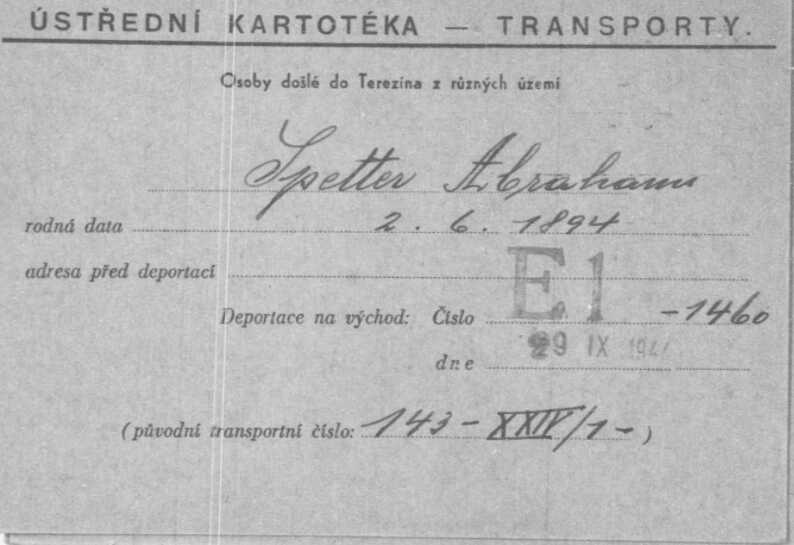 ÚSTŘEDNÍ KARTOTÉKA — TRANSPORTY.
Osoby došlé do Terezína z různých území
Spetter Abraham
rodná data 2. 6. 1894
adresa před deportací
Deportace na východ: Číslo E1 -1460
dne 29 IX 194
(původní transportní číslo: 143 - XXIV/1 - )